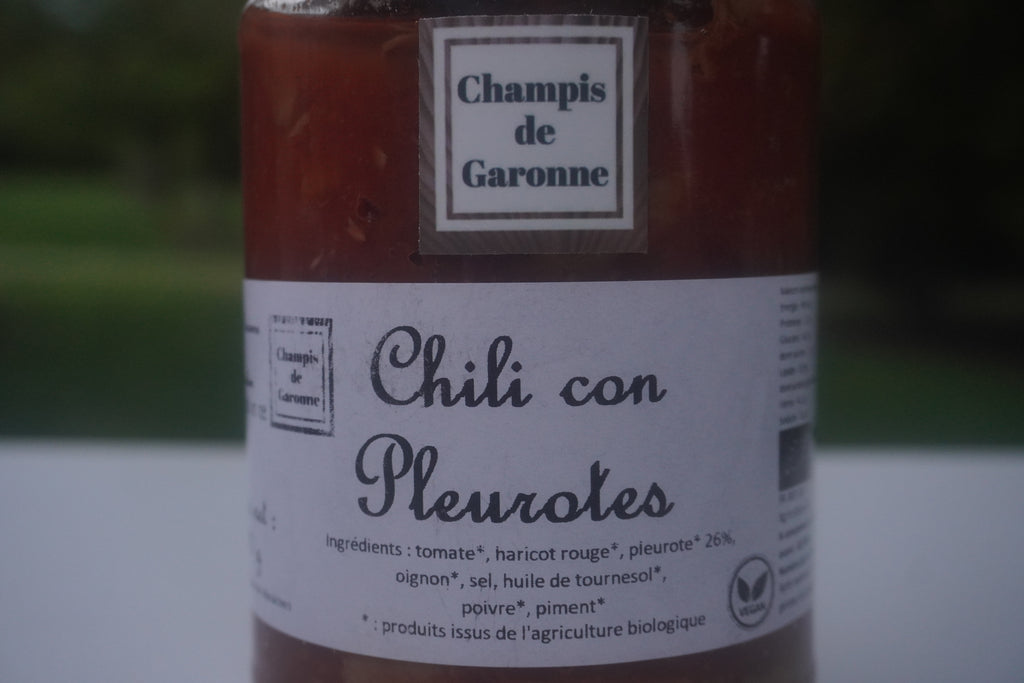 Champis
de
Garonne
Champis
de
Garonne
Chili con
Pleurotes
Ingrédients : tomate*, haricot rouge*, pleurote* 26%,
oignon*, sel, huile de tournesol*,
poivre*, piment*
* : produits issus de l'agriculture biologique
VEGAN